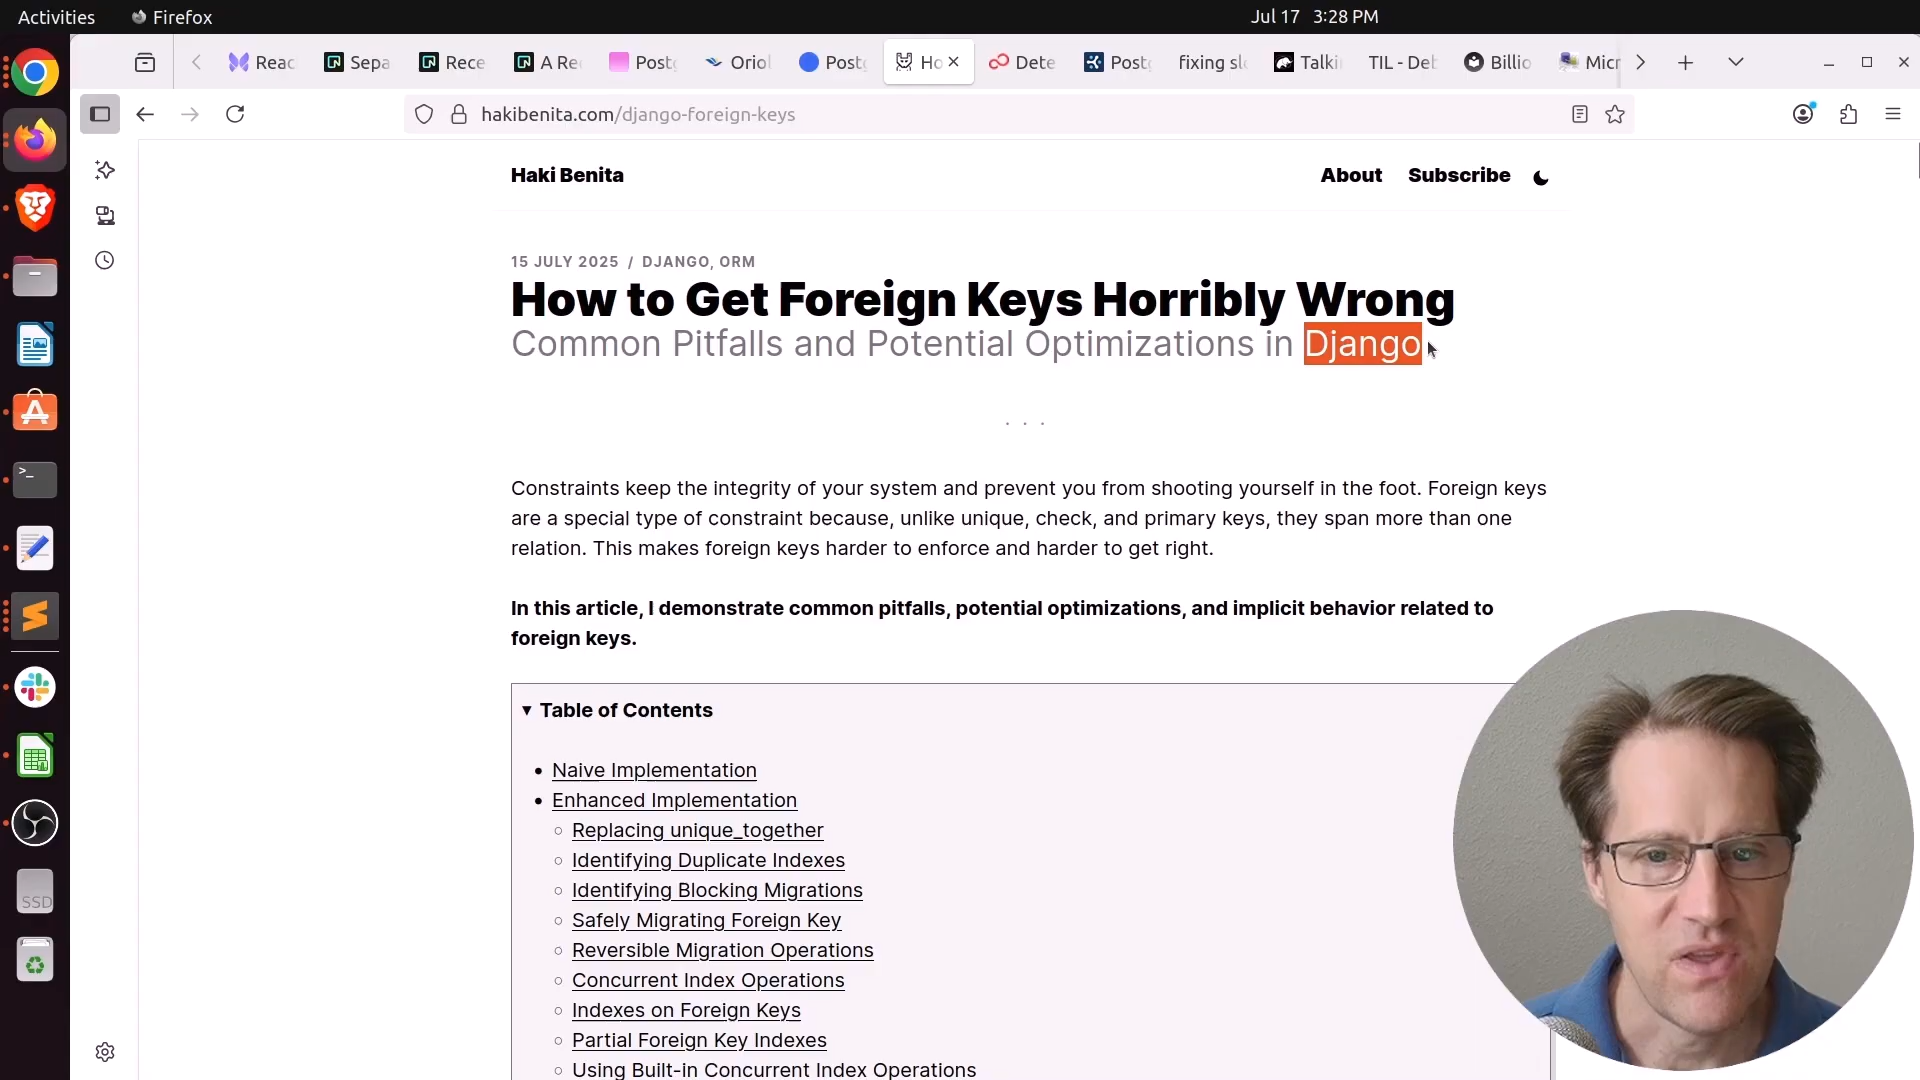 Activities
Firefox
Jul 17 3:28 PM
Reac
Sepa
Rece
A Re
Postg
Oriol
Postg
Ho
Dete
Postg
fixing slo
Talki
TIL - Det
Billio
Micr
hakibenita.com/django-foreign-keys
Haki Benita
About
Subscribe
15 JULY 2025 / DJANGO, ORM
How to Get Foreign Keys Horribly Wrong
Common Pitfalls and Potential Optimizations in Django
. . .
Constraints keep the integrity of your system and prevent you from shooting yourself in the foot. Foreign keys
are a special type of constraint because, unlike unique, check, and primary keys, they span more than one
relation. This makes foreign keys harder to enforce and harder to get right.
In this article, I demonstrate common pitfalls, potential optimizations, and implicit behavior related to
foreign keys.
▾ Table of Contents
• Naive Implementation
• Enhanced Implementation
◦ Replacing unique_together
◦ Identifying Duplicate Indexes
◦ Identifying Blocking Migrations
◦ Safely Migrating Foreign Key
◦ Reversible Migration Operations
◦ Concurrent Index Operations
◦ Indexes on Foreign Keys
◦ Partial Foreign Key Indexes
◦ Using Built-in Concurrent Index Operations
SSD